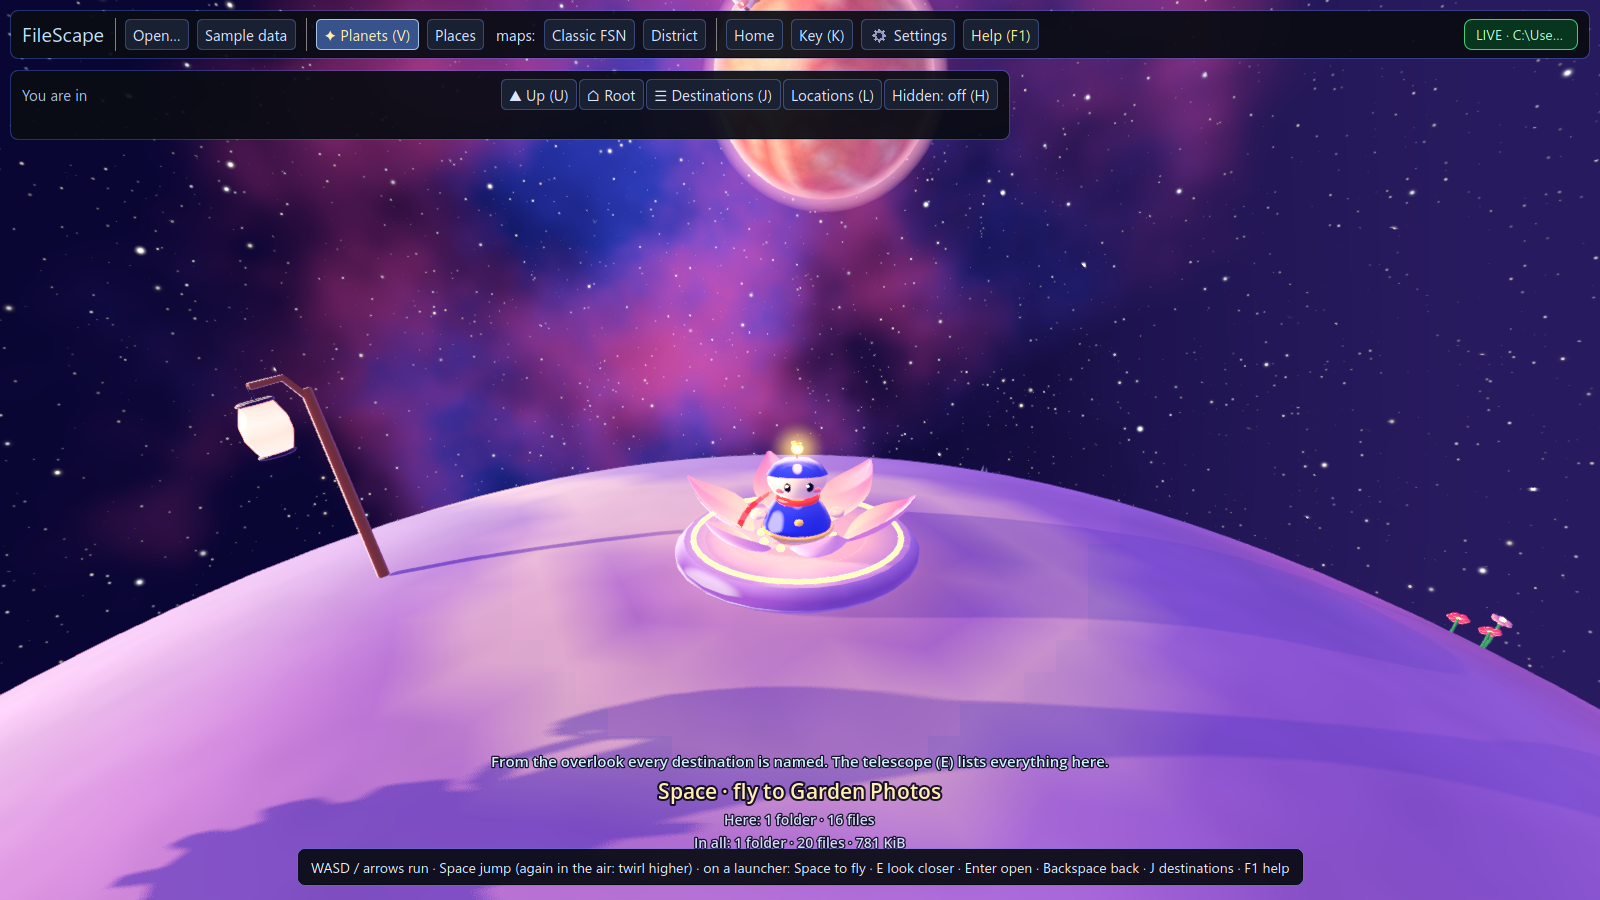 FileScape Open... Sample data ✦ Planets (V) Places maps: Classic FSN District Home Key (K) Settings Help (F1) LIVE · C:\Use...
You are in ▲ Up (U) Root ☰ Destinations (J) Locations (L) Hidden: off (H)
From the overlook every destination is named. The telescope (E) lists everything here.
Space · fly to Garden Photos
Here: 1 folder · 16 files
In all: 1 folder · 20 files · 781 KiB
WASD / arrows run · Space jump (again in the air: twirl higher) · on a launcher: Space to fly · E look closer · Enter open · Backspace back · J destinations · F1 help